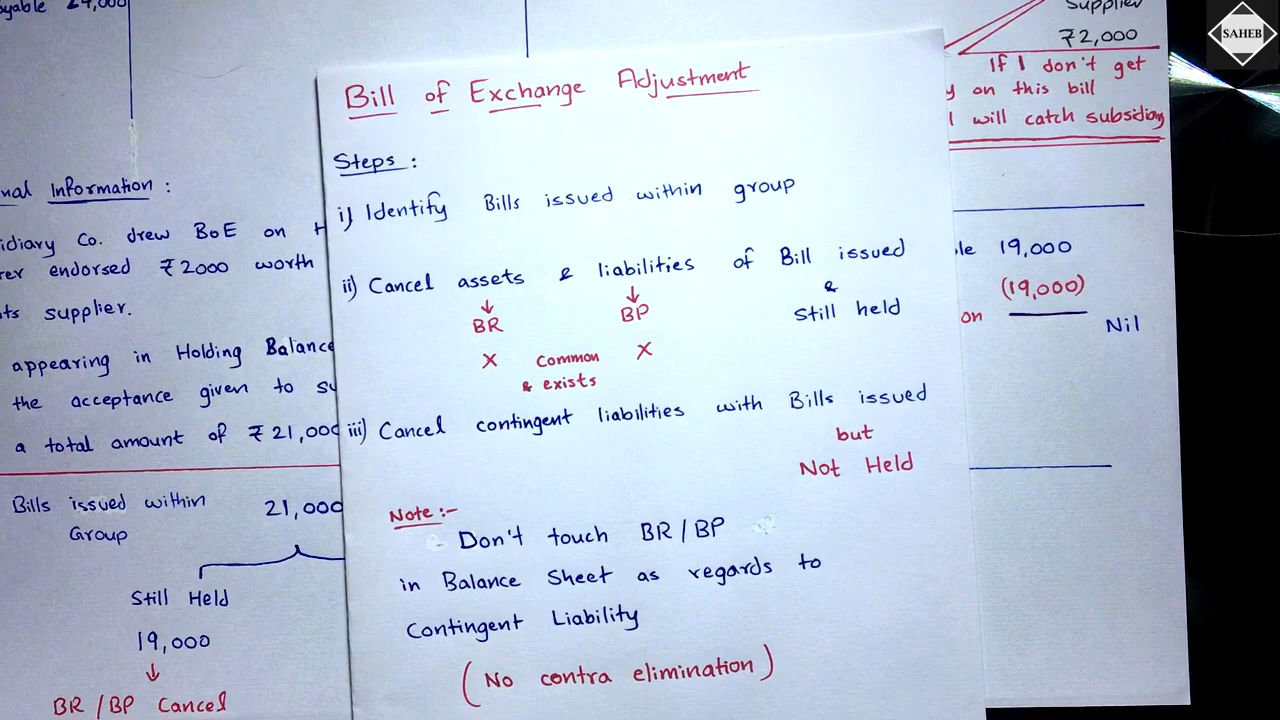 24,000
Supplier
₹2,000
If I don't get
on this bill
I will catch subsidiary
SAHEB
Information :
Co. drew BoE on H
endorsed ₹2000 worth
supplier.
appearing in Holding Balance
the acceptance given to
a total amount of ₹21,000
Bills issued within
Group
21,000
Still Held
19,000
↓
BR / BP Cancel
Bill of Exchange Adjustment
Steps :
i) Identify Bills issued within group
ii) Cancel assets & liabilities of Bill issued
&
Still held
↓ ↓
BR BP
X Common X
& exists
iii) Cancel contingent liabilities with Bills issued
but
Not Held
Note :-
Don't touch BR/BP
in Balance Sheet as regards to
Contingent Liability
(No contra elimination)
19,000
(19,000)
on
Nil